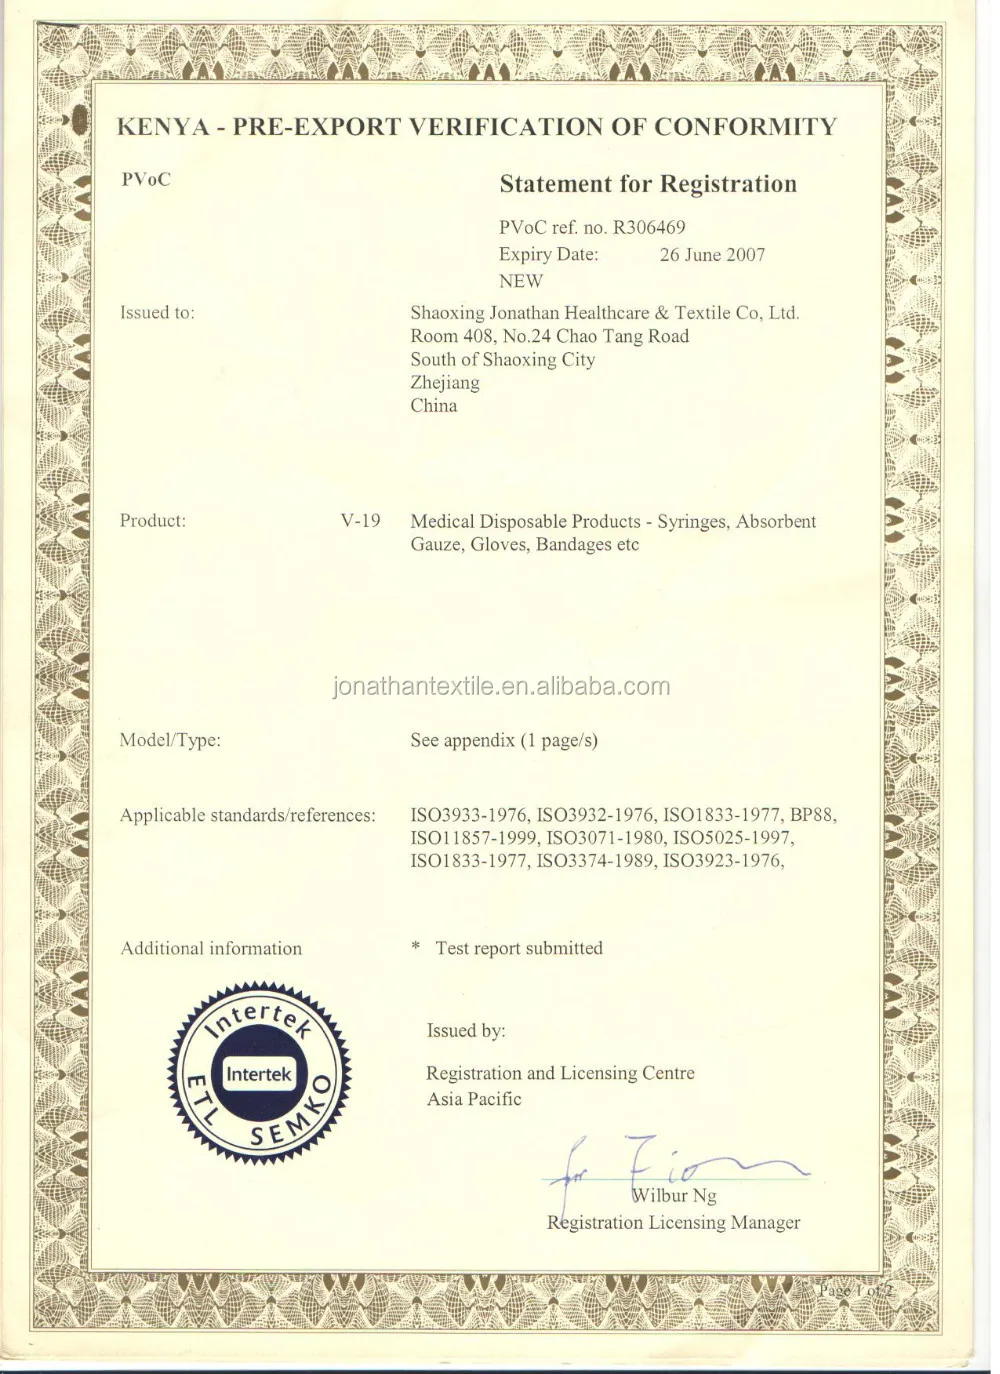 KENYA - PRE-EXPORT VERIFICATION OF CONFORMITY
PVoC
Statement for Registration
PVoC ref. no. R306469
Expiry Date: 26 June 2007
NEW
Issued to: Shaoxing Jonathan Healthcare & Textile Co, Ltd.
Room 408, No.24 Chao Tang Road
South of Shaoxing City
Zhejiang
China
Product: V-19 Medical Disposable Products - Syringes, Absorbent
Gauze, Gloves, Bandages etc
jonathantextile.en.alibaba.com
Model/Type: See appendix (1 page/s)
Applicable standards/references: ISO3933-1976, ISO3932-1976, ISO1833-1977, BP88,
ISO11857-1999, ISO3071-1980, ISO5025-1997,
ISO1833-1977, ISO3374-1989, ISO3923-1976,
Additional information * Test report submitted
Intertek
Intertek
ETL SEMKO
Issued by:
Registration and Licensing Centre
Asia Pacific
for Fion
Wilbur Ng
Registration Licensing Manager
Page 1 of 2